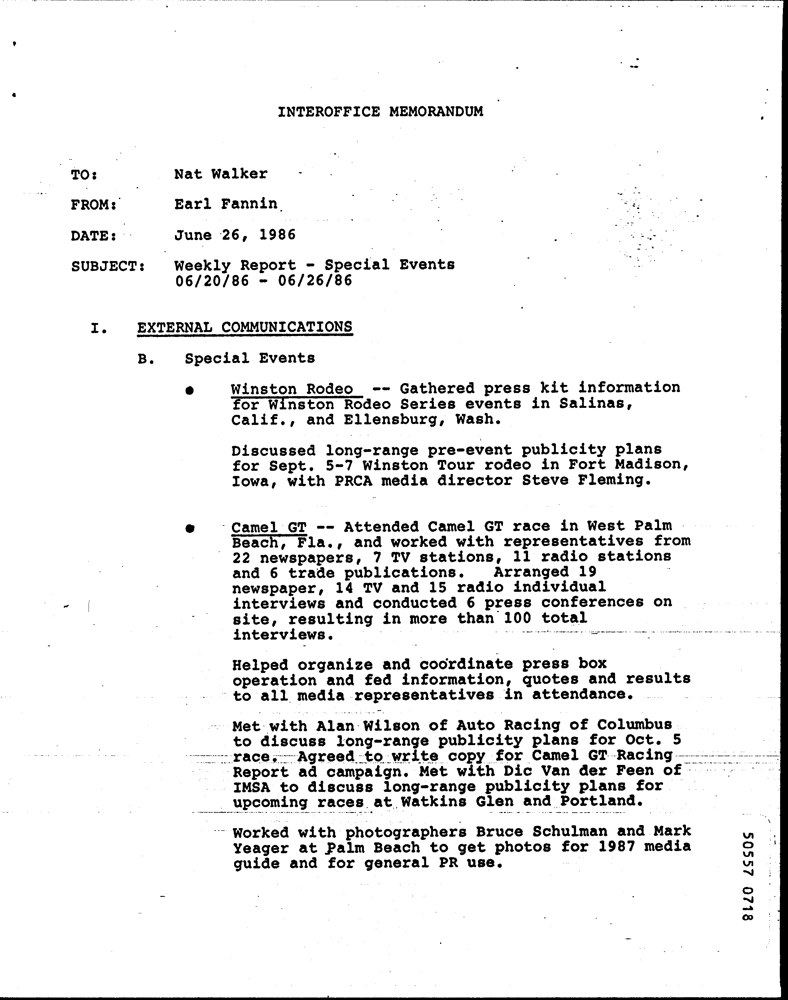 INTEROFFICE MEMORANDUM
TO: Nat Walker
FROM: Earl Fannin
DATE: June 26, 1986
SUBJECT: Weekly Report - Special Events
06/20/86 - 06/26/86
I. EXTERNAL COMMUNICATIONS
B. Special Events
● Winston Rodeo -- Gathered press kit information
for Winston Rodeo Series events in Salinas,
Calif., and Ellensburg, Wash.
Discussed long-range pre-event publicity plans
for Sept. 5-7 Winston Tour rodeo in Fort Madison,
Iowa, with PRCA media director Steve Fleming.
● Camel GT -- Attended Camel GT race in West Palm
Beach, Fla., and worked with representatives from
22 newspapers, 7 TV stations, 11 radio stations
and 6 trade publications. Arranged 19
newspaper, 14 TV and 15 radio individual
interviews and conducted 6 press conferences on
site, resulting in more than 100 total
interviews.
Helped organize and coordinate press box
operation and fed information, quotes and results
to all media representatives in attendance.
Met with Alan Wilson of Auto Racing of Columbus
to discuss long-range publicity plans for Oct. 5
race. Agreed to write copy for Camel GT Racing
Report ad campaign. Met with Dic Van der Feen of
IMSA to discuss long-range publicity plans for
upcoming races at Watkins Glen and Portland.
Worked with photographers Bruce Schulman and Mark
Yeager at Palm Beach to get photos for 1987 media
guide and for general PR use.
50557 0718